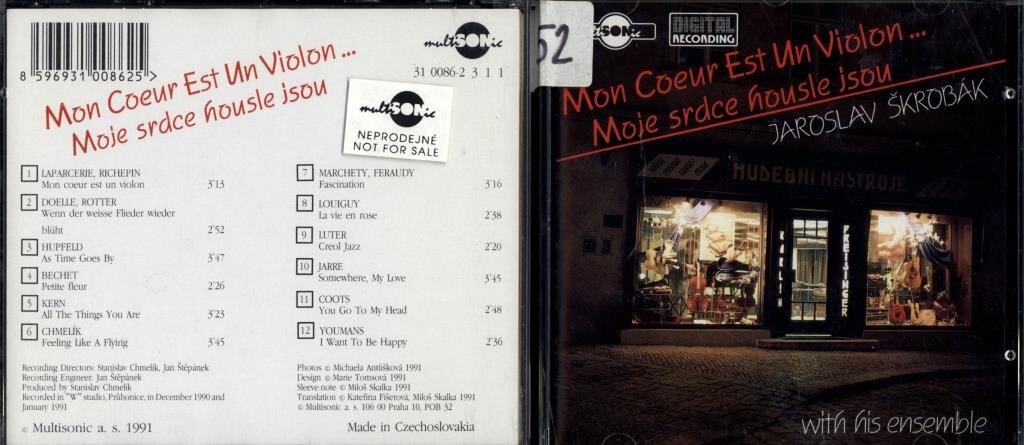 8 596931 008625 >
multiSONic
31 0086-2 3 1 1
Mon Coeur Est Un Violon ...
Moje srdce housle jsou
multiSONic
NEPRODEJNÉ
NOT FOR SALE
1 LAPARCERIE, RICHEPIN
Mon coeur est un violon 3'13
2 DOELLE, ROTTER
Wenn der weisse Flieder wieder
blüht 2'52
3 HUPFELD
As Time Goes By 3'47
4 BECHET
Petite fleur 2'26
5 KERN
All The Things You Are 3'23
6 CHMELÍK
Feeling Like A Flyirig 3'45
7 MARCHETY, FERAUDY
Fascination 3'16
8 LOUIGUY
La vie en rose 2'38
9 LUTER
Creol Jazz 2'20
10 JARRE
Somewhere, My Love 3'45
11 COOTS
You Go To My Head 2'48
12 YOUMANS
I Want To Be Happy 2'36
Recording Directors: Stanislav Chmelík, Jan Štěpánek
Recording Engineer: Jan Štěpánek
Produced by Stanislav Chmelík
Recorded in "W" studio, Průhonice, in December 1990 and
January 1991
Photos © Michaela Antůšková 1991
Design © Marie Tomsová 1991
Sleeve note © Miloš Skalka 1991
Translation © Kateřina Fišerová, Miloš Skalka 1991
© Multisonic a. s. 106 00 Praha 10, POB 32
© Multisonic a. s. 1991
Made in Czechoslovakia
52
SONic
DIGITAL
RECORDING
Mon Coeur Est Un Violon ...
Moje srdce housle jsou
JAROSLAV ŠKROBÁK
HUDEBNI NASTROJE
JAZZ
KARLIN
PREISINGER
with his ensemble